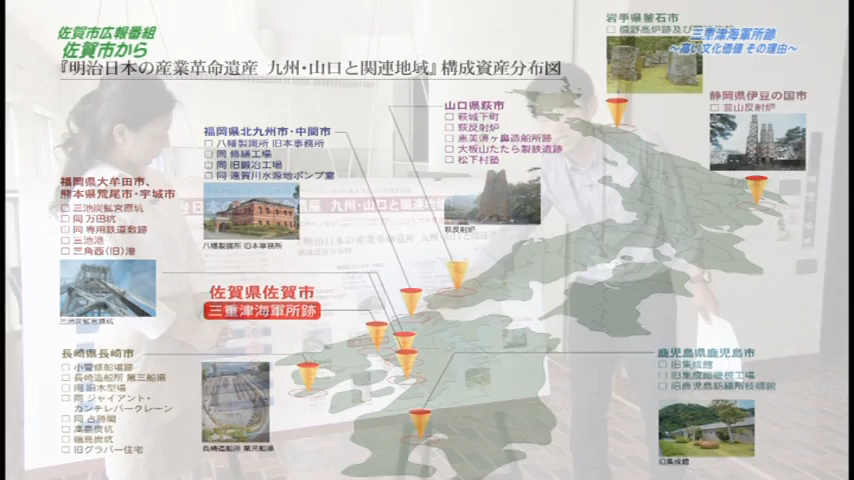 佐賀市広報番組
佐賀市から
三重津海軍所跡
～高い文化価値 その理由～
『明治日本の産業革命遺産 九州・山口と関連地域』構成資産分布図
岩手県釜石市
静岡県伊豆の国市
□ 韮山反射炉
山口県萩市
□ 萩城下町
□ 萩反射炉
□ 恵美須ヶ鼻造船所跡
□ 大板山たたら製鉄遺跡
□ 松下村塾
萩反射炉
福岡県北九州市・中間市
□ 八幡製鐵所 旧本事務所
□ 同 修繕工場
□ 同 旧鍛冶工場
□ 同 遠賀川水源地ポンプ室
八幡製鐵所 旧本事務所
福岡県大牟田市、
熊本県荒尾市・宇城市
□ 三池炭鉱宮原坑
□ 同 万田坑
□ 同 専用鉄道敷跡
□ 三池港
□ 三角西(旧)港
三池炭鉱宮原坑
佐賀県佐賀市
三重津海軍所跡
長崎県長崎市
□ 小菅修船場跡
□ 長崎造船所 第三船渠
□ 同 旧木型場
□ 同 ジャイアント・
カンチレバークレーン
□ 同 占勝閣
□ 高島炭坑
□ 端島炭坑
□ 旧グラバー住宅
長崎造船所 第三船渠
鹿児島県鹿児島市
□ 旧集成館
□ 旧集成館機械工場
□ 旧鹿児島紡績所技師館
旧集成館